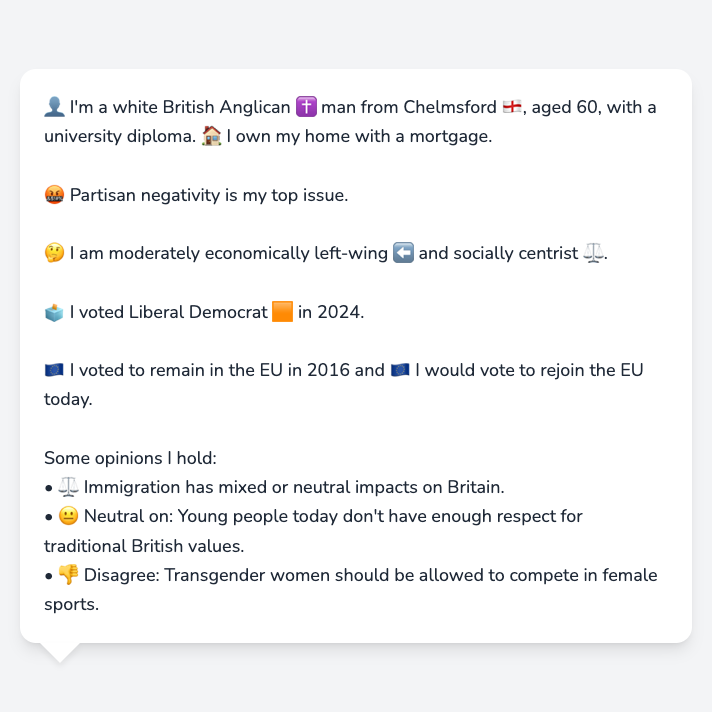 👤 I'm a white British Anglican ✝️ man from Chelmsford 🏴󠁧󠁢󠁥󠁮󠁧󠁿, aged 60, with a
university diploma. 🏠 I own my home with a mortgage.
🤬 Partisan negativity is my top issue.
🤔 I am moderately economically left-wing ⬅️ and socially centrist ⚖️.
🗳️ I voted Liberal Democrat 🟧 in 2024.
🇪🇺 I voted to remain in the EU in 2016 and 🇪🇺 I would vote to rejoin the EU
today.
Some opinions I hold:
• ⚖️ Immigration has mixed or neutral impacts on Britain.
• 😐 Neutral on: Young people today don't have enough respect for
traditional British values.
• 👎 Disagree: Transgender women should be allowed to compete in female
sports.